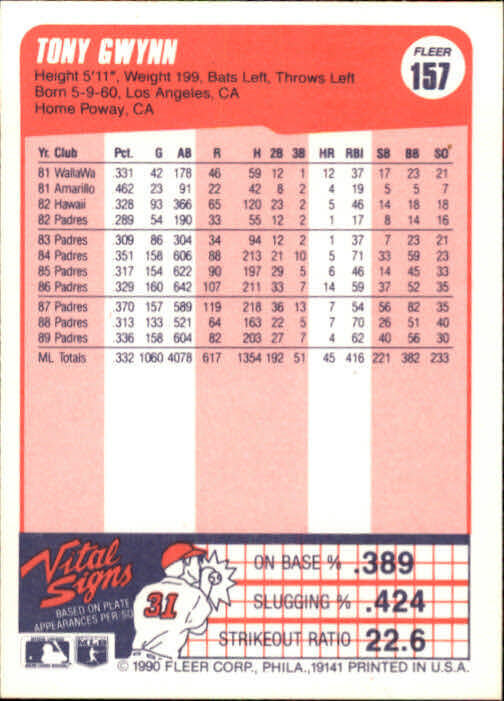 TONY GWYNN
FLEER
157
Height 5'11", Weight 199, Bats Left, Throws Left
Born 5-9-60, Los Angeles, CA
Home Poway, CA
Yr. Club Pct. G AB R H 2B 3B HR RBI SB BB SO
81 WallaWa .331 42 178 46 59 12 1 12 37 17 23 21
81 Amarillo .462 23 91 22 42 8 2 4 19 5 5 7
82 Hawaii .328 93 366 65 120 23 2 5 46 14 18 18
82 Padres .289 54 190 33 55 12 2 1 17 8 14 16
83 Padres .309 86 304 34 94 12 2 1 37 7 23 21
84 Padres .351 158 606 88 213 21 10 5 71 33 59 23
85 Padres .317 154 622 90 197 29 5 6 46 14 45 33
86 Padres .329 160 642 107 211 33 7 14 59 37 52 35
87 Padres .370 157 589 119 218 36 13 7 54 56 82 35
88 Padres .313 133 521 64 163 22 5 7 70 26 51 40
89 Padres .336 158 604 82 203 27 7 4 62 40 56 30
ML Totals .332 1060 4078 617 1354 192 51 45 416 221 382 233
Vital
Signs
BASED ON PLATE
APPEARANCES PER SO
31
ON BASE % .389
SLUGGING % .424
STRIKEOUT RATIO 22.6
© 1990 FLEER CORP., PHILA., 19141 PRINTED IN U.S.A.